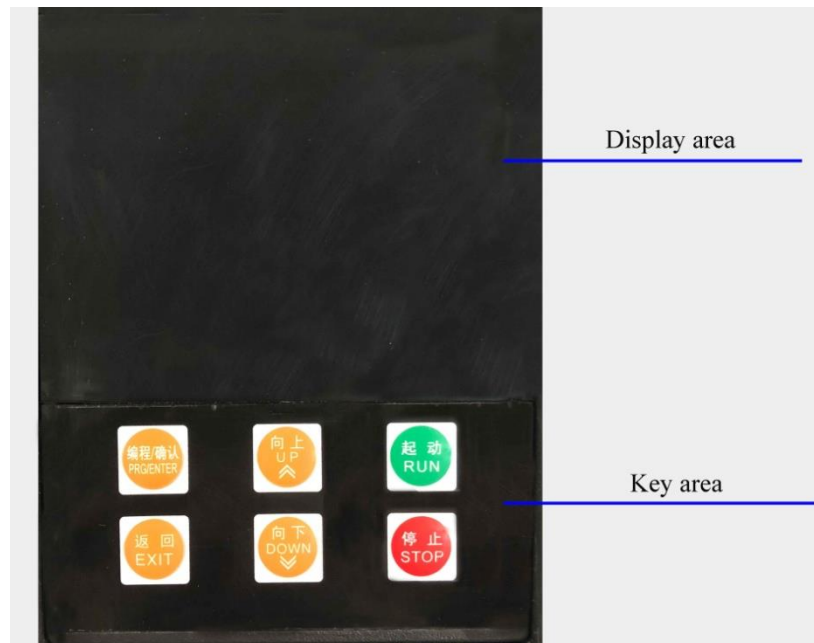 Display area
编程/确认
PRG/ENTER
向上
UP
起动
RUN
Key area
返回
EXIT
向下
DOWN
停止
STOP